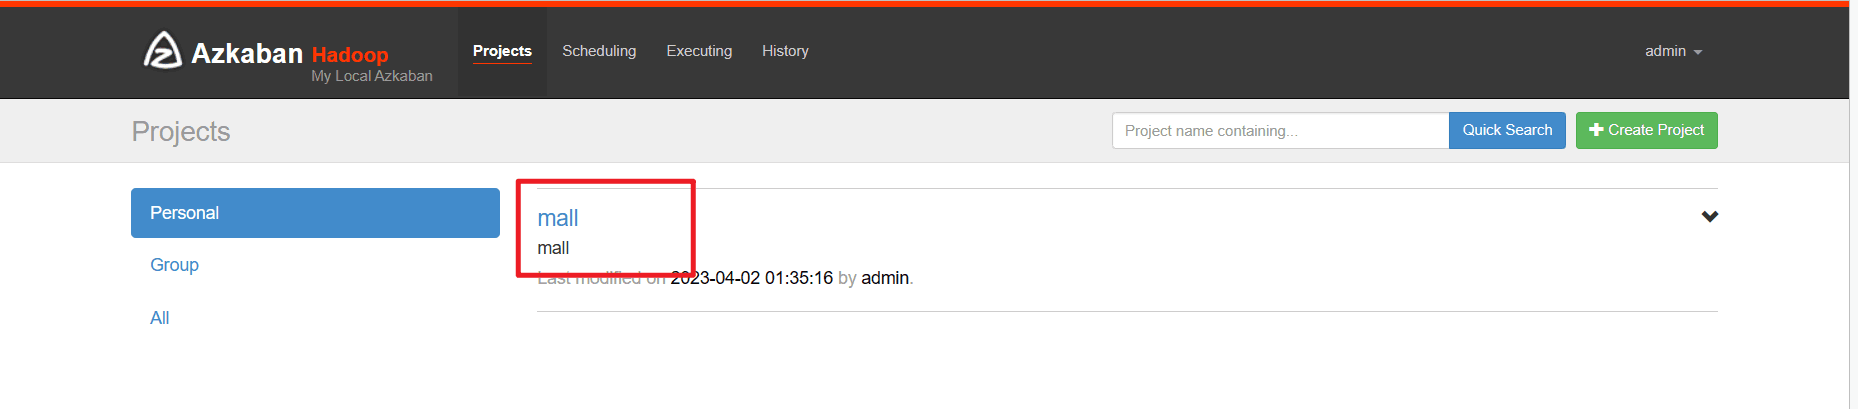 Azkaban Hadoop
My Local Azkaban
Projects Scheduling Executing History
admin
Projects
Project name containing...
Quick Search
Create Project
Personal
Group
All
mall
mall
Last modified on 2023-04-02 01:35:16 by admin.